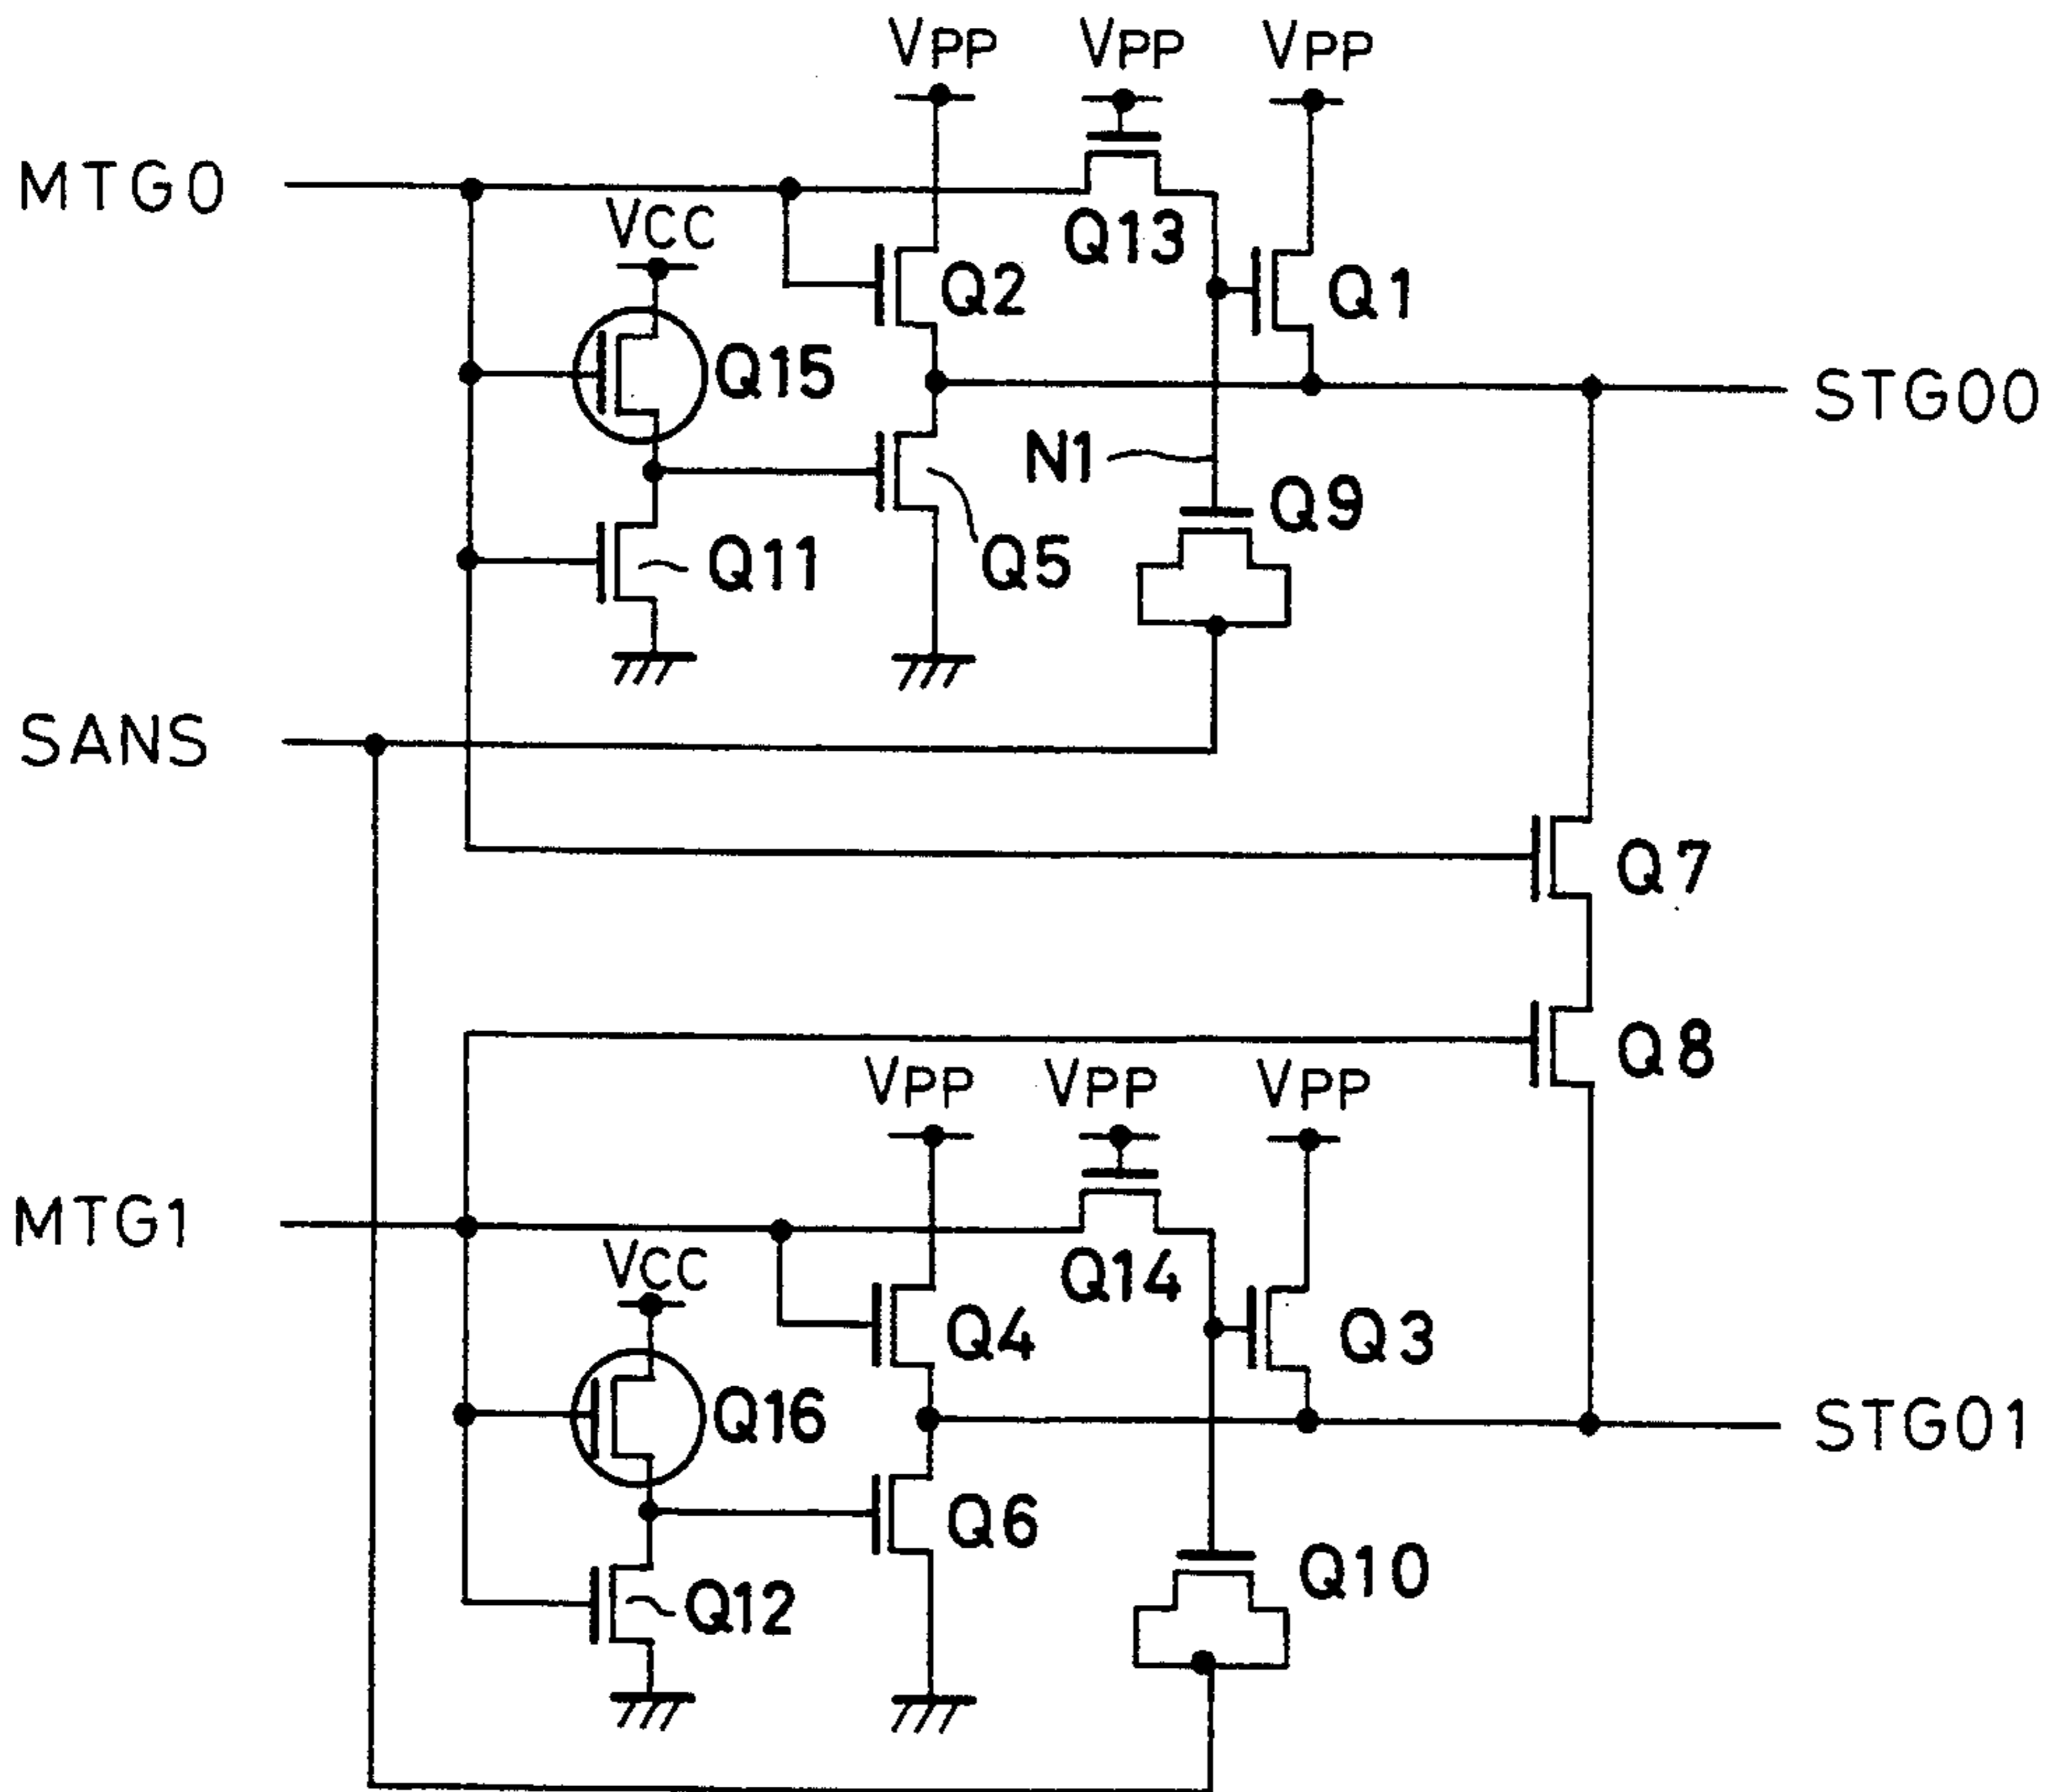 VPP VPP VPP
MTG0
VCC
Q13
Q2
Q1
Q15
STG00
N1
Q9
Q11
Q5
SANS
Q7
Q8
VPP VPP VPP
MTG1
VCC
Q14
Q4
Q3
Q16
STG01
Q6
Q10
Q12